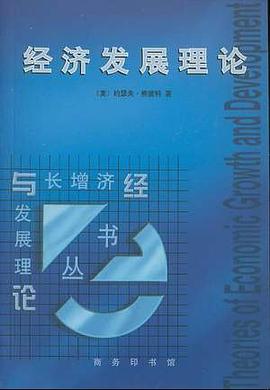 经济发展理论
〔美〕约瑟夫·熊彼特 著
Theories of Economic Growth and Development
经济增长与发展理论
丛书
商务印书馆